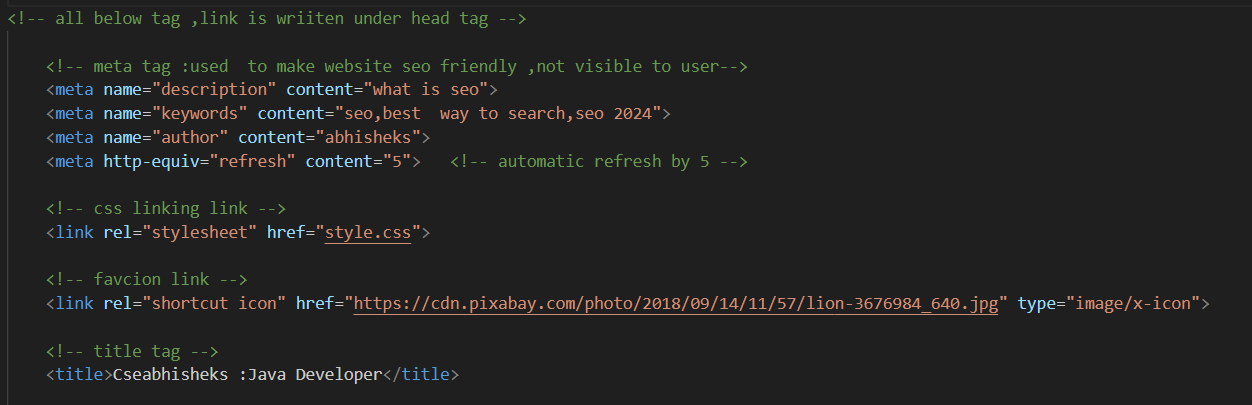 <!-- all below tag ,link is wriiten under head tag -->
<!-- meta tag :used  to make website seo friendly ,not visible to user-->
<meta name="description" content="what is seo">
<meta name="keywords" content="seo,best  way to search,seo 2024">
<meta name="author" content="abhisheks">
<meta http-equiv="refresh" content="5">   <!-- automatic refresh by 5 -->
<!-- css linking link -->
<link rel="stylesheet" href="style.css">
<!-- favcion link -->
<link rel="shortcut icon" href="https://cdn.pixabay.com/photo/2018/09/14/11/57/lion-3676984_640.jpg" type="image/x-icon">
<!-- title tag -->
<title>Cseabhisheks :Java Developer</title>